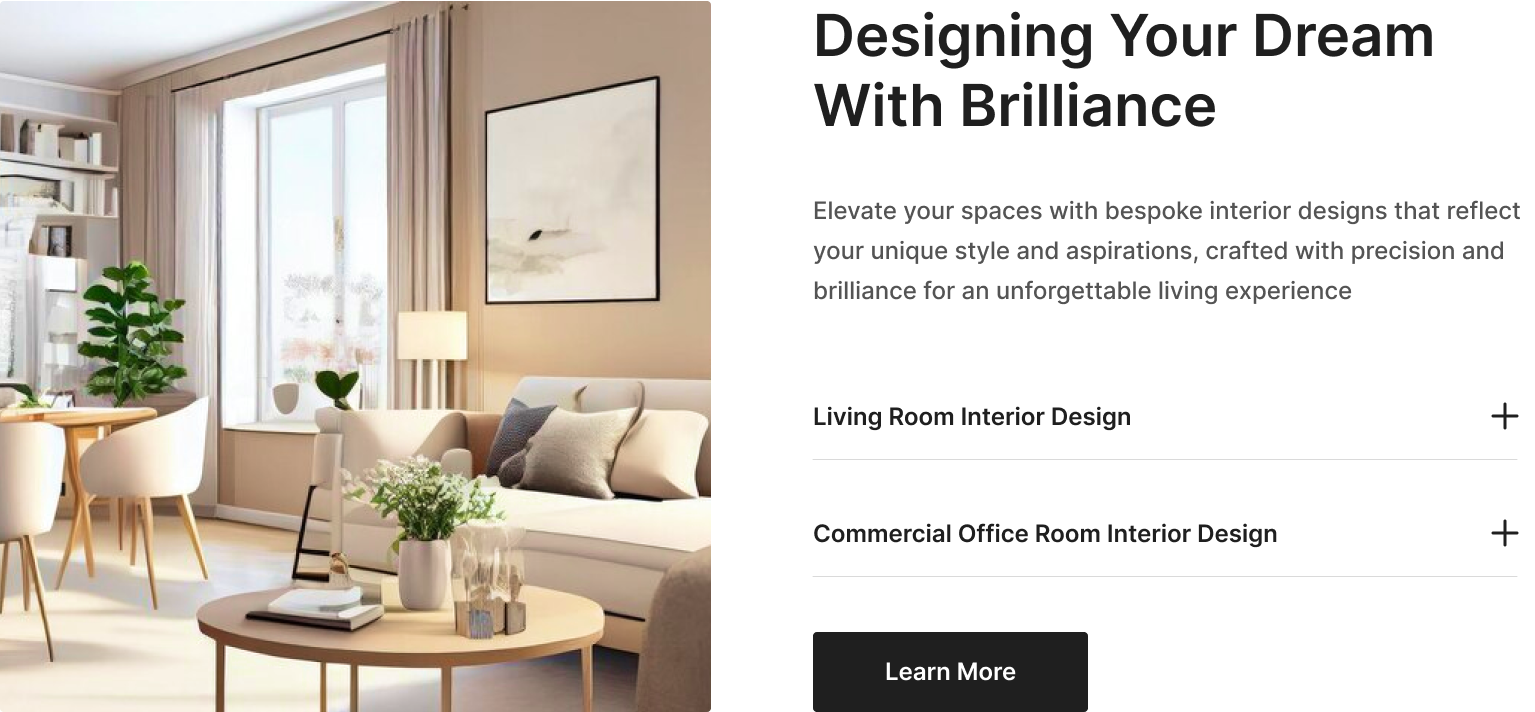 Designing Your Dream
With Brilliance
Elevate your spaces with bespoke interior designs that reflect
your unique style and aspirations, crafted with precision and
brilliance for an unforgettable living experience
Living Room Interior Design
Commercial Office Room Interior Design
Learn More